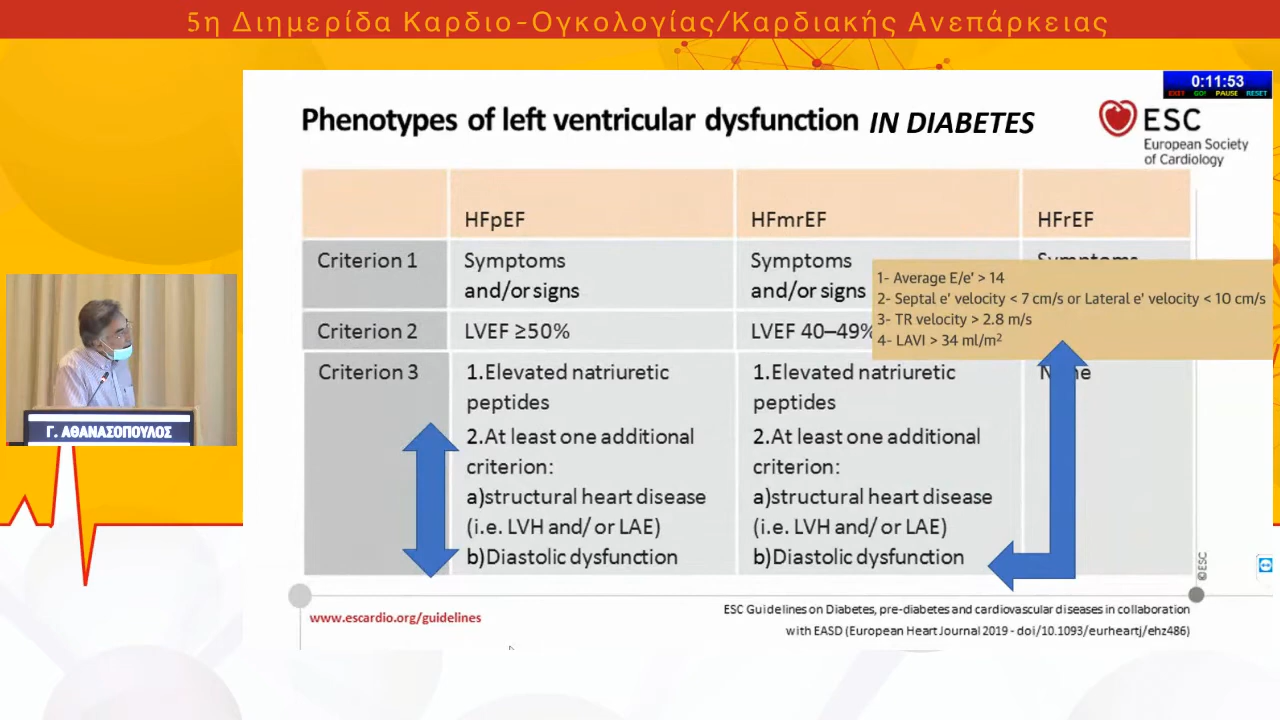 5η Διημερίδα Καρδιο-Ογκολογίας/Καρδιακής Ανεπάρκειας
0:11:53
EXIT GO! PAUSE RESET
Phenotypes of left ventricular dysfunction IN DIABETES
ESC
European Society
of Cardiology
HFpEF
HFmrEF
HFrEF
Criterion 1
Symptoms
and/or signs
Symptoms
and/or signs
Symptoms
1- Average E/e' > 14
2- Septal e' velocity < 7 cm/s or Lateral e' velocity < 10 cm/s
3- TR velocity > 2.8 m/s
4- LAVI > 34 ml/m²
Criterion 2
LVEF ≥50%
LVEF 40–49%
Criterion 3
1.Elevated natriuretic
peptides
2.At least one additional
criterion:
a)structural heart disease
(i.e. LVH and/ or LAE)
b)Diastolic dysfunction
1.Elevated natriuretic
peptides
2.At least one additional
criterion:
a)structural heart disease
(i.e. LVH and/ or LAE)
b)Diastolic dysfunction
Γ. ΑΘΑΝΑΣΟΠΟΥΛΟΣ
©ESC
www.escardio.org/guidelines
ESC Guidelines on Diabetes, pre-diabetes and cardiovascular diseases in collaboration
with EASD (European Heart Journal 2019 - doi/10.1093/eurheartj/ehz486)